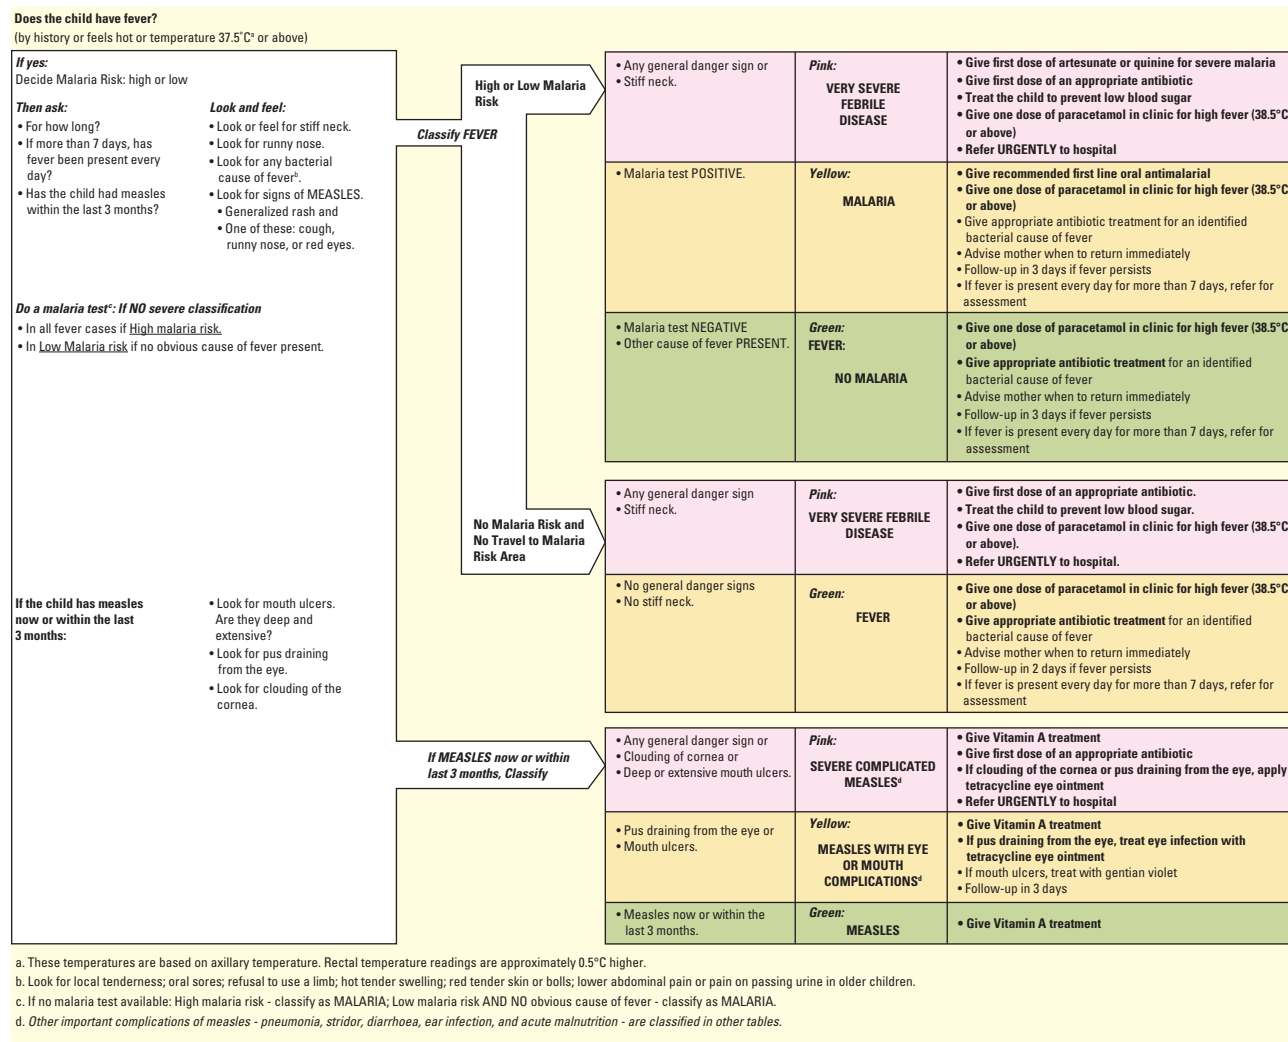 Does the child have fever?
(by history or feels hot or temperature 37.5˚Cᵃ or above)
If yes:
Decide Malaria Risk: high or low
Then ask:
• For how long?
• If more than 7 days, has
fever been present every
day?
• Has the child had measles
within the last 3 months?
Look and feel:
• Look or feel for stiff neck.
• Look for runny nose.
• Look for any bacterial
cause of feverᵇ.
• Look for signs of MEASLES.
• Generalized rash and
• One of these: cough,
runny nose, or red eyes.
Do a malaria testᶜ: If NO severe classification
• In all fever cases if High malaria risk.
• In Low Malaria risk if no obvious cause of fever present.
If the child has measles
now or within the last
3 months:
• Look for mouth ulcers.
Are they deep and
extensive?
• Look for pus draining
from the eye.
• Look for clouding of the
cornea.
Classify FEVER
High or Low Malaria
Risk
• Any general danger sign or
• Stiff neck.
Pink:
VERY SEVERE
FEBRILE
DISEASE
• Give first dose of artesunate or quinine for severe malaria
• Give first dose of an appropriate antibiotic
• Treat the child to prevent low blood sugar
• Give one dose of paracetamol in clinic for high fever (38.5°C
or above)
• Refer URGENTLY to hospital
• Malaria test POSITIVE.
Yellow:
MALARIA
• Give recommended first line oral antimalarial
• Give one dose of paracetamol in clinic for high fever (38.5°C
or above)
• Give appropriate antibiotic treatment for an identified
bacterial cause of fever
• Advise mother when to return immediately
• Follow-up in 3 days if fever persists
• If fever is present every day for more than 7 days, refer for
assessment
• Malaria test NEGATIVE
• Other cause of fever PRESENT.
Green:
FEVER:
NO MALARIA
• Give one dose of paracetamol in clinic for high fever (38.5°C
or above)
• Give appropriate antibiotic treatment for an identified
bacterial cause of fever
• Advise mother when to return immediately
• Follow-up in 3 days if fever persists
• If fever is present every day for more than 7 days, refer for
assessment
No Malaria Risk and
No Travel to Malaria
Risk Area
• Any general danger sign
• Stiff neck.
Pink:
VERY SEVERE FEBRILE
DISEASE
• Give first dose of an appropriate antibiotic.
• Treat the child to prevent low blood sugar.
• Give one dose of paracetamol in clinic for high fever (38.5°C
or above).
• Refer URGENTLY to hospital.
• No general danger signs
• No stiff neck.
Green:
FEVER
• Give one dose of paracetamol in clinic for high fever (38.5°C
or above)
• Give appropriate antibiotic treatment for an identified
bacterial cause of fever
• Advise mother when to return immediately
• Follow-up in 2 days if fever persists
• If fever is present every day for more than 7 days, refer for
assessment
If MEASLES now or within
last 3 months, Classify
• Any general danger sign or
• Clouding of cornea or
• Deep or extensive mouth ulcers.
Pink:
SEVERE COMPLICATED
MEASLESᵈ
• Give Vitamin A treatment
• Give first dose of an appropriate antibiotic
• If clouding of the cornea or pus draining from the eye, apply
tetracycline eye ointment
• Refer URGENTLY to hospital
• Pus draining from the eye or
• Mouth ulcers.
Yellow:
MEASLES WITH EYE
OR MOUTH
COMPLICATIONSᵈ
• Give Vitamin A treatment
• If pus draining from the eye, treat eye infection with
tetracycline eye ointment
• If mouth ulcers, treat with gentian violet
• Follow-up in 3 days
• Measles now or within the
last 3 months.
Green:
MEASLES
• Give Vitamin A treatment
a. These temperatures are based on axillary temperature. Rectal temperature readings are approximately 0.5°C higher.
b. Look for local tenderness; oral sores; refusal to use a limb; hot tender swelling; red tender skin or bolls; lower abdominal pain or pain on passing urine in older children.
c. If no malaria test available: High malaria risk - classify as MALARIA; Low malaria risk AND NO obvious cause of fever - classify as MALARIA.
d. Other important complications of measles - pneumonia, stridor, diarrhoea, ear infection, and acute malnutrition - are classified in other tables.